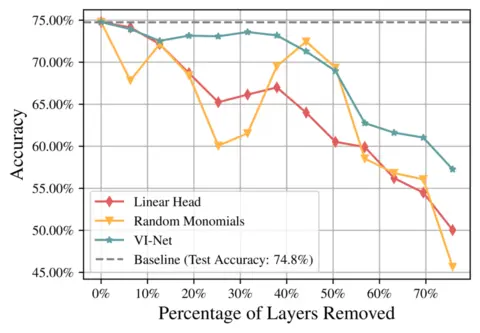 75.00%
70.00%
65.00%
60.00%
55.00%
50.00%
45.00%
Accuracy
Linear Head
Random Monomials
VI-Net
Baseline (Test Accuracy: 74.8%)
0% 10% 20% 30% 40% 50% 60% 70%
Percentage of Layers Removed